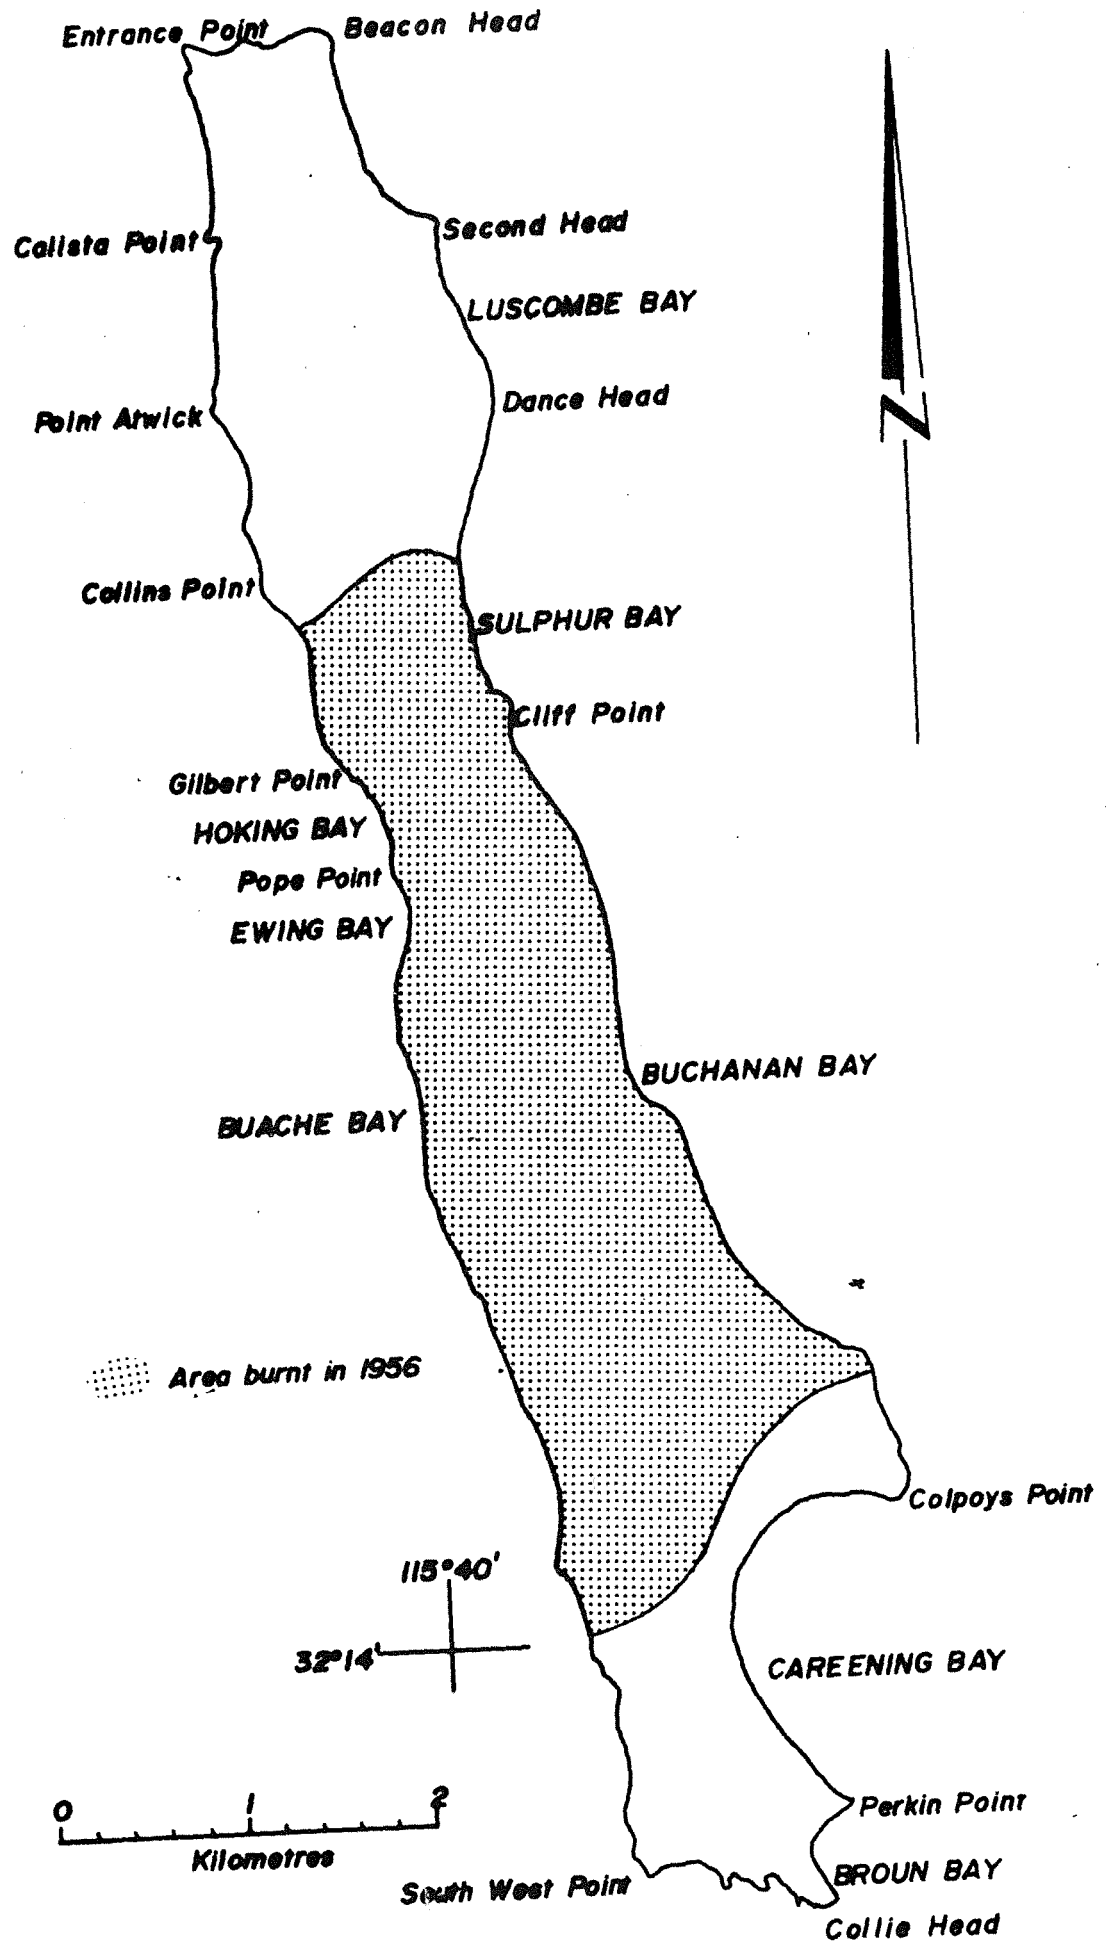 Entrance Point
Beacon Head
Second Head
Calista Point
LUSCOMBE BAY
Dance Head
Point Atwick
N
Collins Point
SULPHUR BAY
Cliff Point
Gilbert Point
HOKING BAY
Pope Point
EWING BAY
BUCHANAN BAY
BUACHE BAY
Area burnt in 1956
Colpoys Point
115°40'
32°14'
CAREENING BAY
0 1 2
Kilometres
Perkin Point
BROUN BAY
South West Point
Collie Head